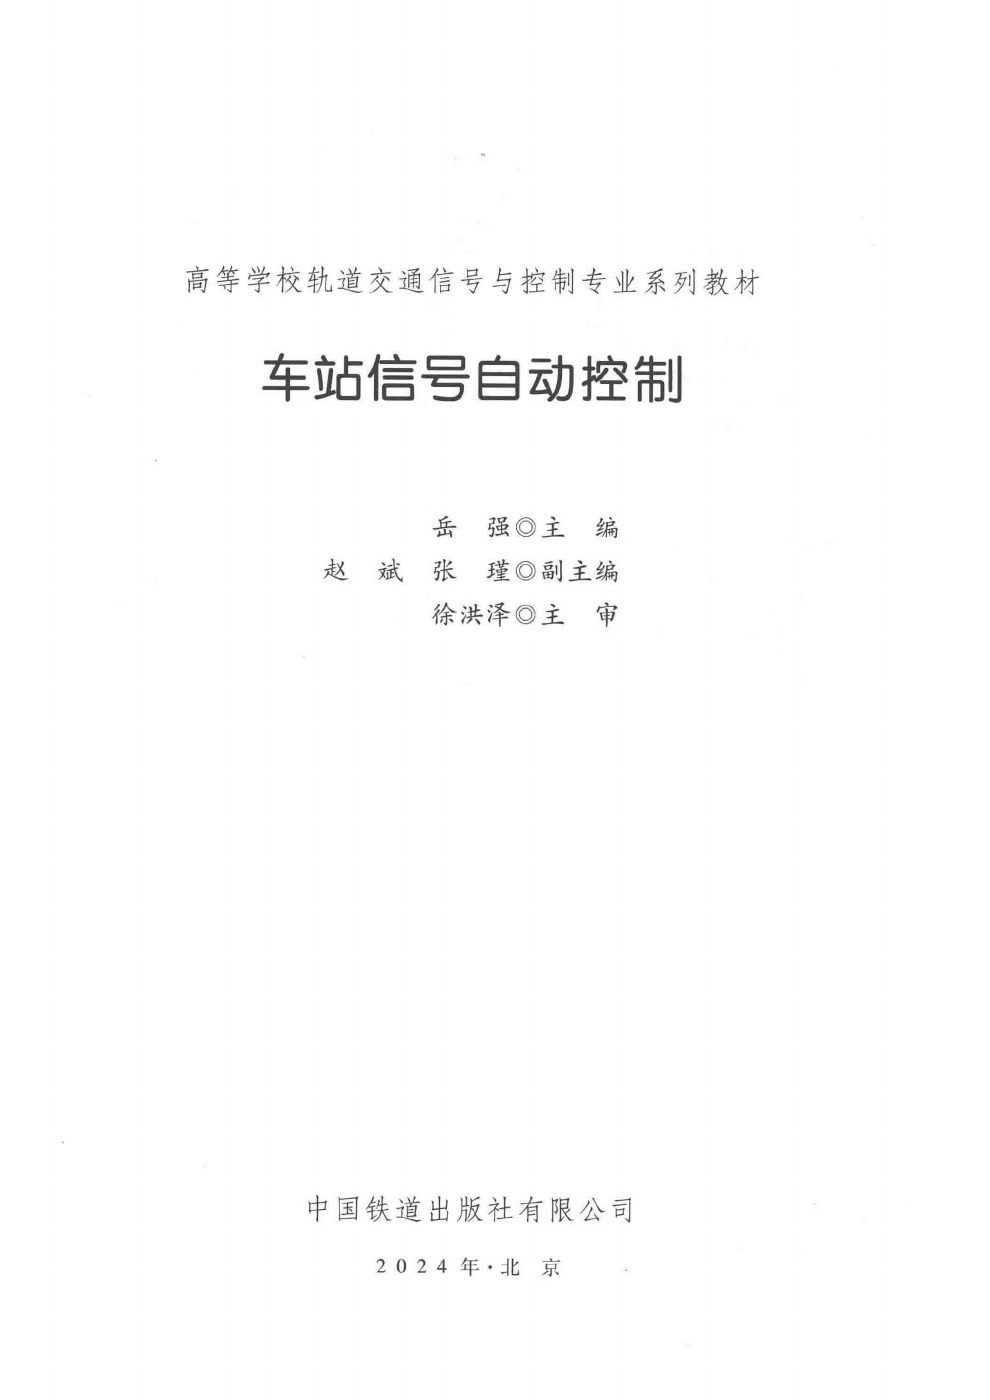 高等学校轨道交通信号与控制专业系列教材
车站信号自动控制
岳　强◎主　编
赵　斌　张　瑾◎副主编
徐洪泽◎主　审
中国铁道出版社有限公司
2024年·北　京